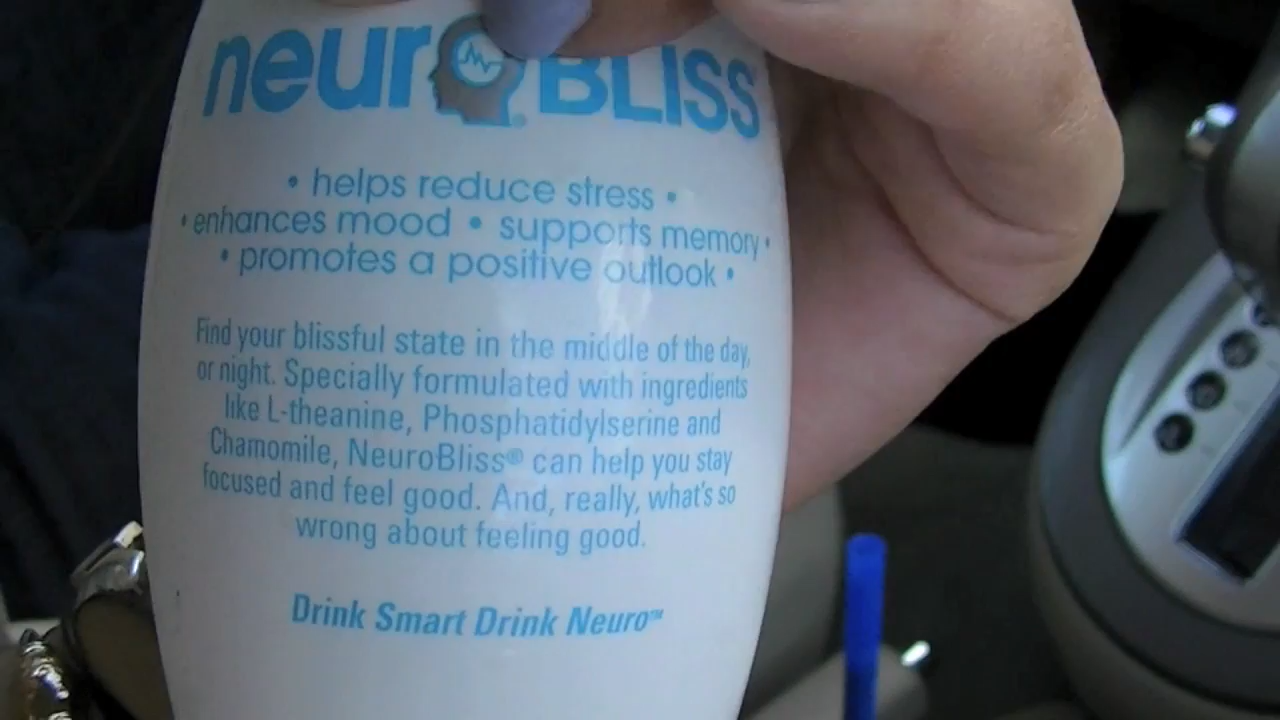 neuro BLISS
• helps reduce stress •
• enhances mood • supports memory •
• promotes a positive outlook •
Find your blissful state in the middle of the day,
or night. Specially formulated with ingredients
like L-theanine, Phosphatidylserine and
Chamomile, NeuroBliss® can help you stay
focused and feel good. And, really, what's so
wrong about feeling good.
Drink Smart Drink Neuro™